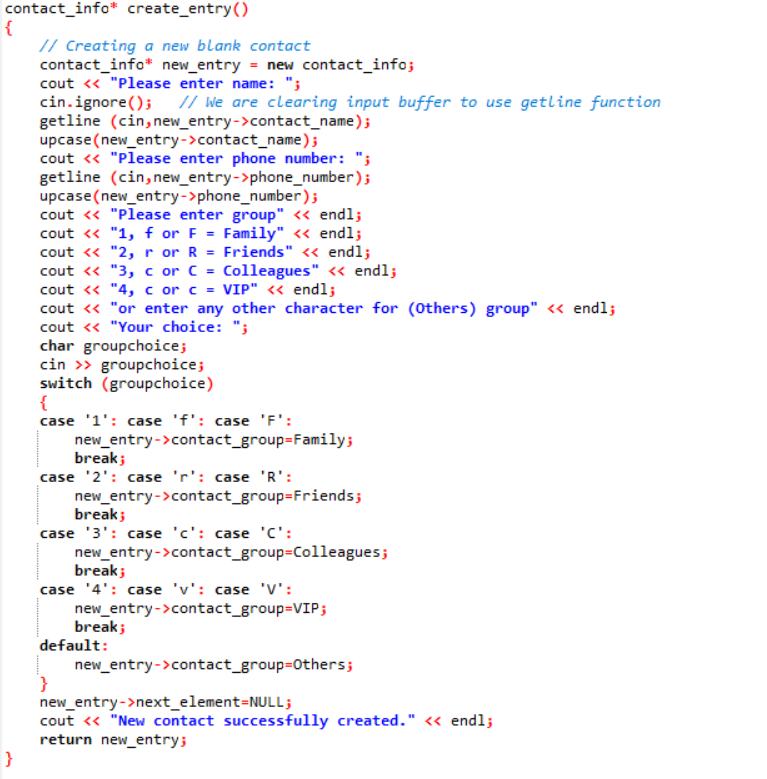 contact_info* create_entry()
{
    // Creating a new blank contact
    contact_info* new_entry = new contact_info;
    cout << "Please enter name: ";
    cin.ignore();   // We are clearing input buffer to use getline function
    getline (cin,new_entry->contact_name);
    upcase(new_entry->contact_name);
    cout << "Please enter phone number: ";
    getline (cin,new_entry->phone_number);
    upcase(new_entry->phone_number);
    cout << "Please enter group" << endl;
    cout << "1, f or F = Family" << endl;
    cout << "2, r or R = Friends" << endl;
    cout << "3, c or C = Colleagues" << endl;
    cout << "4, c or c = VIP" << endl;
    cout << "or enter any other character for (Others) group" << endl;
    cout << "Your choice: ";
    char groupchoice;
    cin >> groupchoice;
    switch (groupchoice)
    {
    case '1': case 'f': case 'F':
        new_entry->contact_group=Family;
        break;
    case '2': case 'r': case 'R':
        new_entry->contact_group=Friends;
        break;
    case '3': case 'c': case 'C':
        new_entry->contact_group=Colleagues;
        break;
    case '4': case 'v': case 'V':
        new_entry->contact_group=VIP;
        break;
    default:
        new_entry->contact_group=Others;
    }
    new_entry->next_element=NULL;
    cout << "New contact successfully created." << endl;
    return new_entry;
}